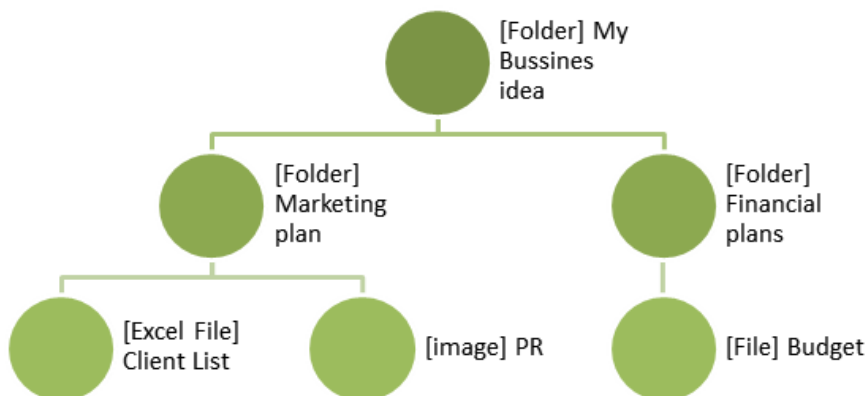 [Folder] My
Bussines
idea
[Folder]
Marketing
plan
[Folder]
Financial
plans
[Excel File]
Client List
[image] PR
[File] Budget